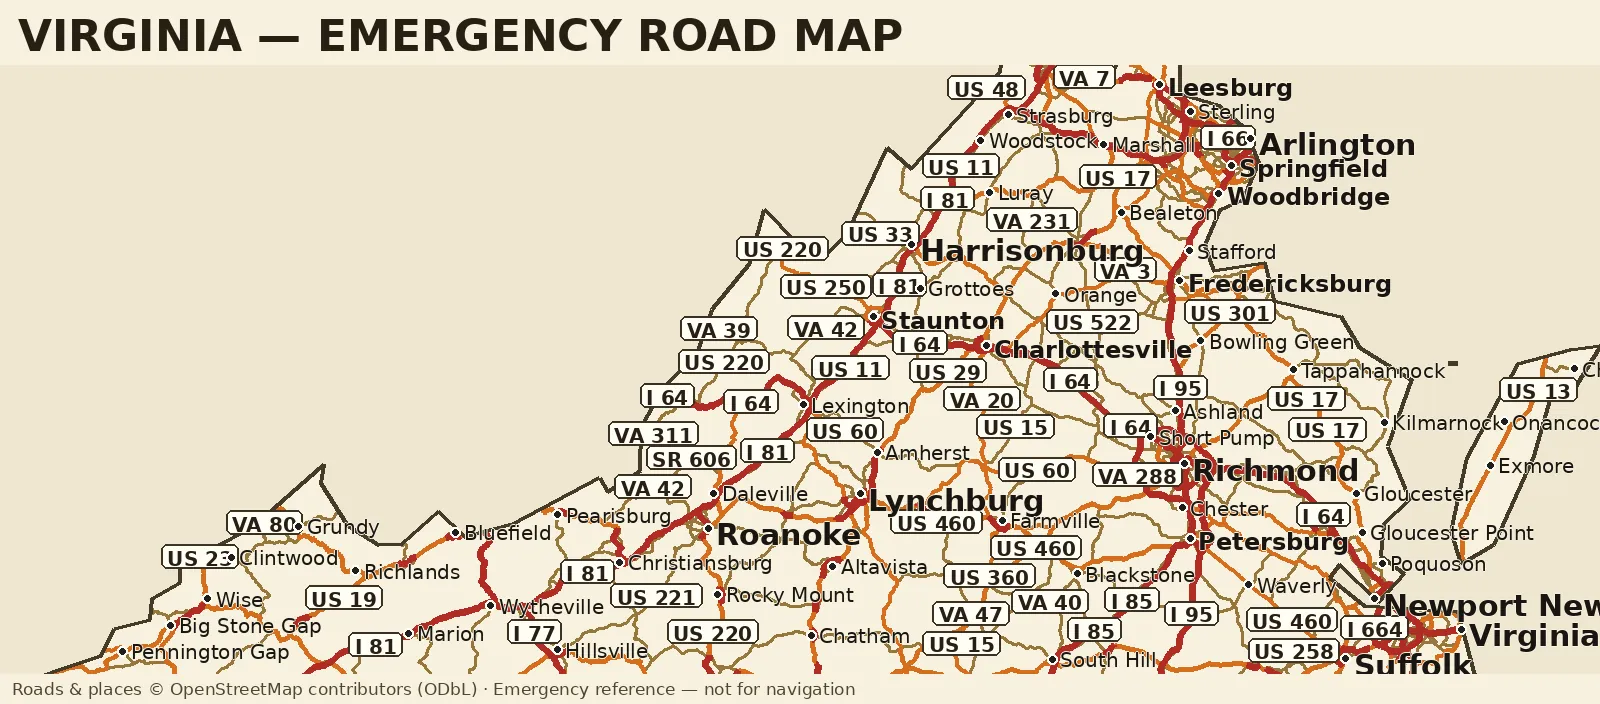 VIRGINIA — EMERGENCY ROAD MAP
VA 7
US 48
Leesburg
Sterling
Strasburg
I 66
Woodstock
Marshall
Arlington
US 11
Springfield
US 17
I 81
Luray
Woodbridge
VA 231
Bealeton
US 33
US 220
Harrisonburg
Stafford
VA 3
US 250
I 81
Grottoes
Orange
Fredericksburg
US 301
VA 39
VA 42
Staunton
US 522
I 64
Charlottesville
Bowling Green
US 220
US 11
US 29
Tappahannock
I 64
I 95
US 13
I 64
I 64
Lexington
VA 20
US 17
Ashland
VA 311
US 60
US 15
I 64
Short Pump
US 17
Kilmarnock
Onancoc
SR 606
I 81
Amherst
US 60
VA 288
Richmond
Exmore
VA 42
Daleville
Lynchburg
Gloucester
VA 80
Grundy
Bluefield
Pearisburg
Roanoke
US 460
Farmville
Chester
I 64
Gloucester Point
US 23
Clintwood
Richlands
I 81
Christiansburg
Altavista
US 460
Petersburg
Poquoson
US 360
Blackstone
Waverly
Wise
US 19
Wytheville
US 221
Rocky Mount
VA 47
VA 40
I 85
I 95
Newport New
Big Stone Gap
Marion
I 77
US 220
Chatham
US 15
I 85
US 460
I 664
Virginia
Pennington Gap
I 81
Hillsville
South Hill
US 258
Suffolk
Roads & places © OpenStreetMap contributors (ODbL) · Emergency reference — not for navigation